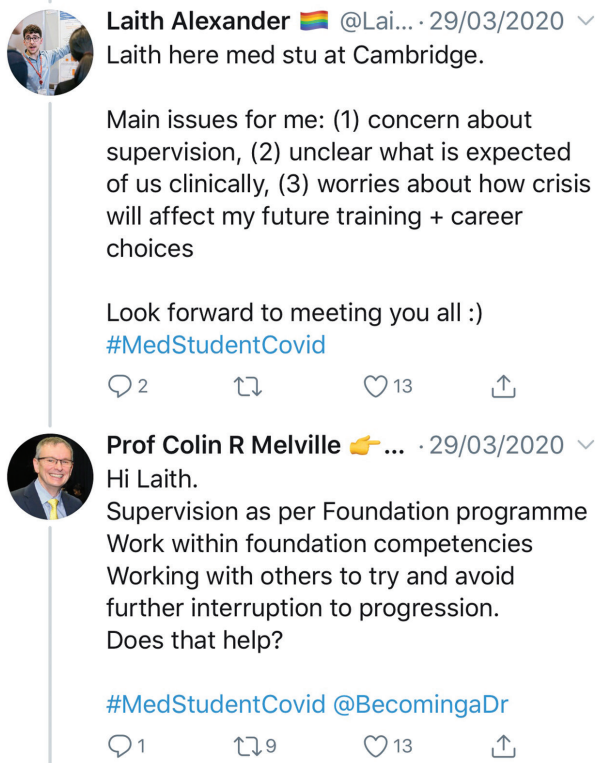 Laith Alexander 🏳️‍🌈 @Lai... · 29/03/2020
Laith here med stu at Cambridge.
Main issues for me: (1) concern about
supervision, (2) unclear what is expected
of us clinically, (3) worries about how crisis
will affect my future training + career
choices
Look forward to meeting you all :)
#MedStudentCovid
2 13
Prof Colin R Melville 👉... · 29/03/2020
Hi Laith.
Supervision as per Foundation programme
Work within foundation competencies
Working with others to try and avoid
further interruption to progression.
Does that help?
#MedStudentCovid @BecomingaDr
1 9 13